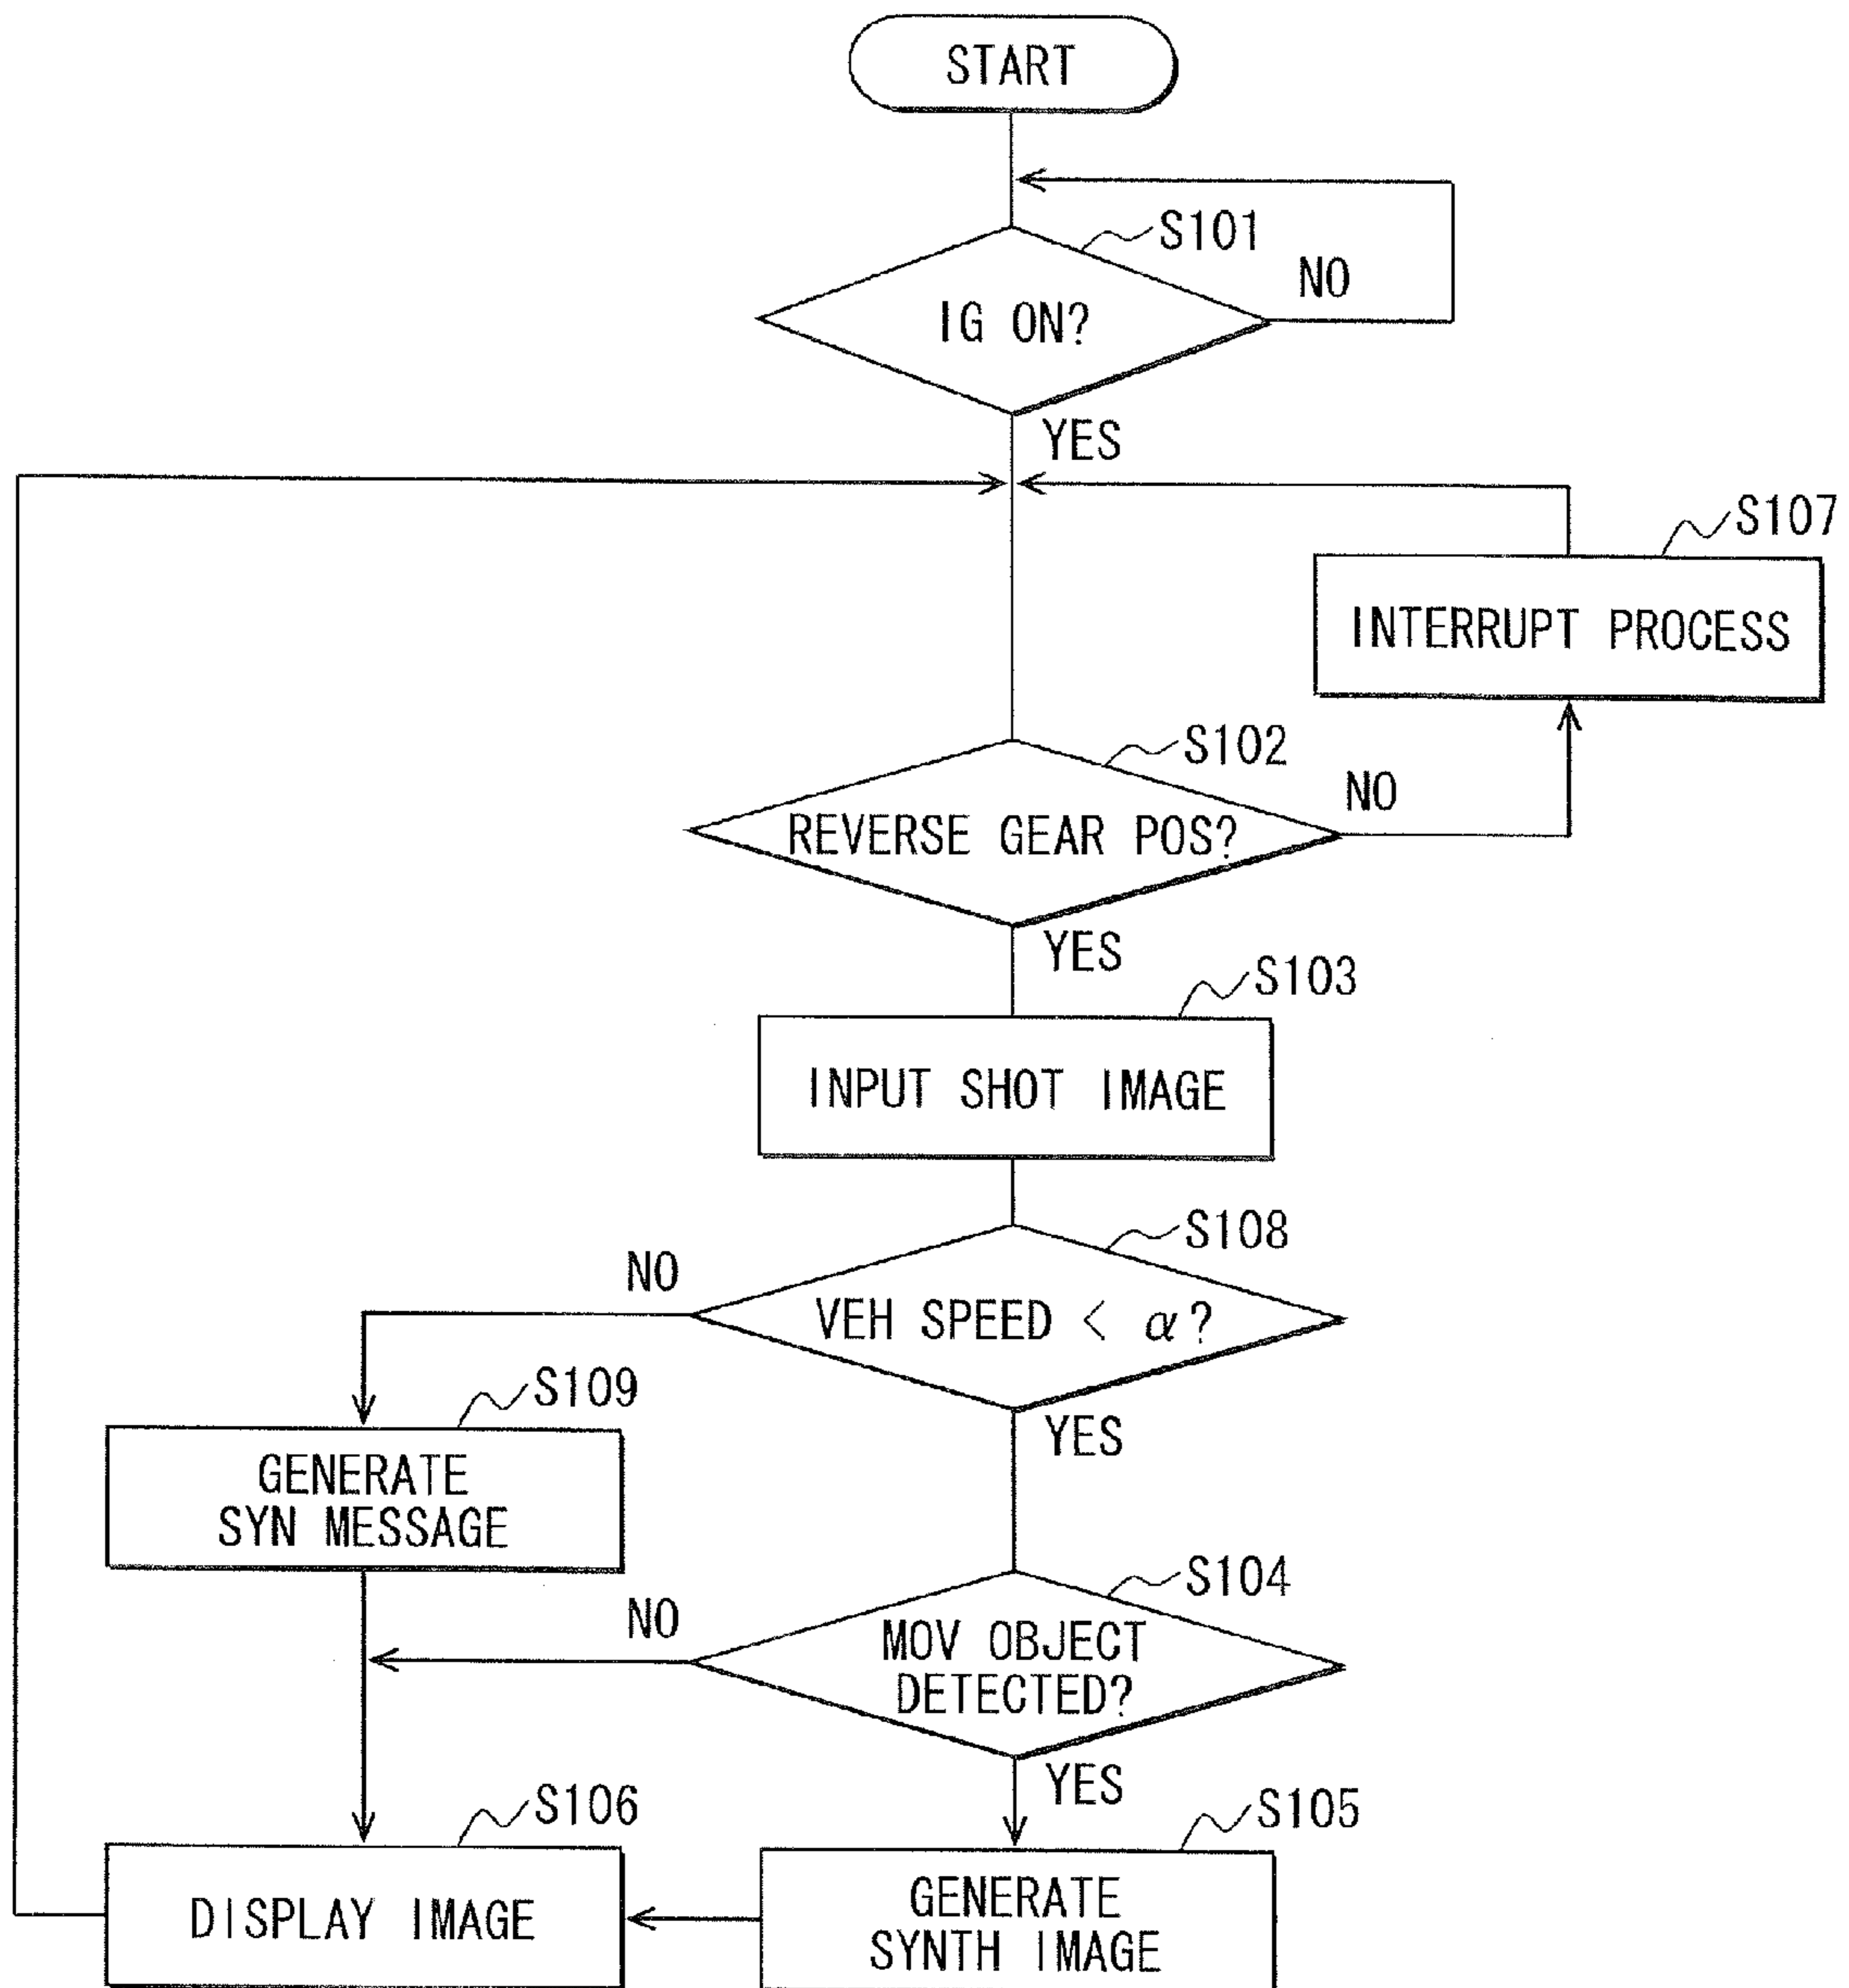 START
S101
NO
IG ON?
YES
S107
INTERRUPT PROCESS
S102
NO
REVERSE GEAR POS?
YES
S103
INPUT SHOT IMAGE
S108
NO
VEH SPEED < α?
S109
YES
GENERATE
SYN MESSAGE
S104
NO
MOV OBJECT
DETECTED?
YES
S106
S105
DISPLAY IMAGE
GENERATE
SYNTH IMAGE